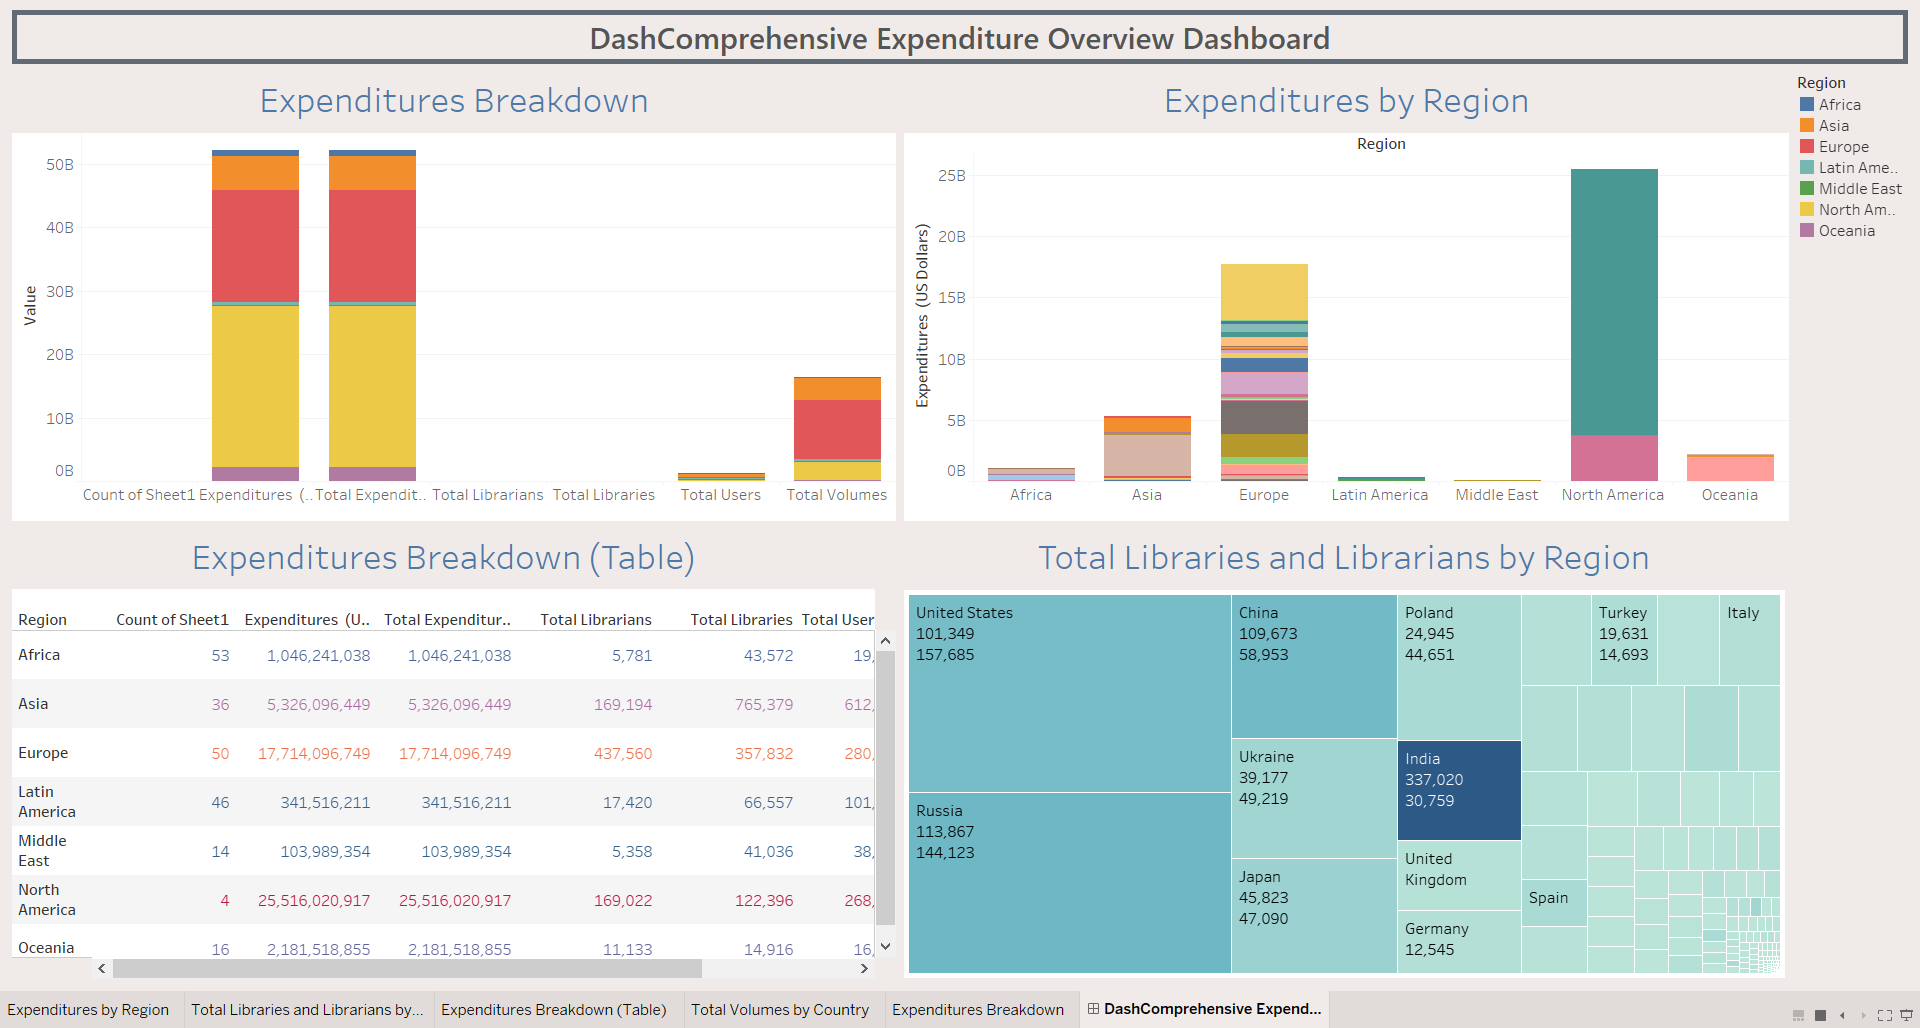 DashComprehensive Expenditure Overview Dashboard
Expenditures Breakdown
Value
50B
40B
30B
20B
10B
0B
Count of Sheet1 Expenditures (.. Total Expendit.. Total Librarians Total Libraries Total Users Total Volumes
Expenditures by Region
Region
Expenditures (US Dollars)
25B
20B
15B
10B
5B
0B
Africa Asia Europe Latin America Middle East North America Oceania
Region
Africa
Asia
Europe
Latin Ame..
Middle East
North Am..
Oceania
Expenditures Breakdown (Table)
Region Count of Sheet1 Expenditures (U.. Total Expenditur.. Total Librarians Total Libraries Total User
Africa 53 1,046,241,038 1,046,241,038 5,781 43,572 19,
Asia 36 5,326,096,449 5,326,096,449 169,194 765,379 612,
Europe 50 17,714,096,749 17,714,096,749 437,560 357,832 280,
Latin
America 46 341,516,211 341,516,211 17,420 66,557 101,
Middle
East 14 103,989,354 103,989,354 5,358 41,036 38,
North
America 4 25,516,020,917 25,516,020,917 169,022 122,396 268,
Oceania 16 2,181,518,855 2,181,518,855 11,133 14,916 16,
Total Libraries and Librarians by Region
United States
101,349
157,685
Russia
113,867
144,123
China
109,673
58,953
Ukraine
39,177
49,219
Japan
45,823
47,090
Poland
24,945
44,651
India
337,020
30,759
United
Kingdom
Germany
12,545
Turkey
19,631
14,693
Italy
Spain
Expenditures by Region Total Libraries and Librarians by... Expenditures Breakdown (Table) Total Volumes by Country Expenditures Breakdown DashComprehensive Expend...